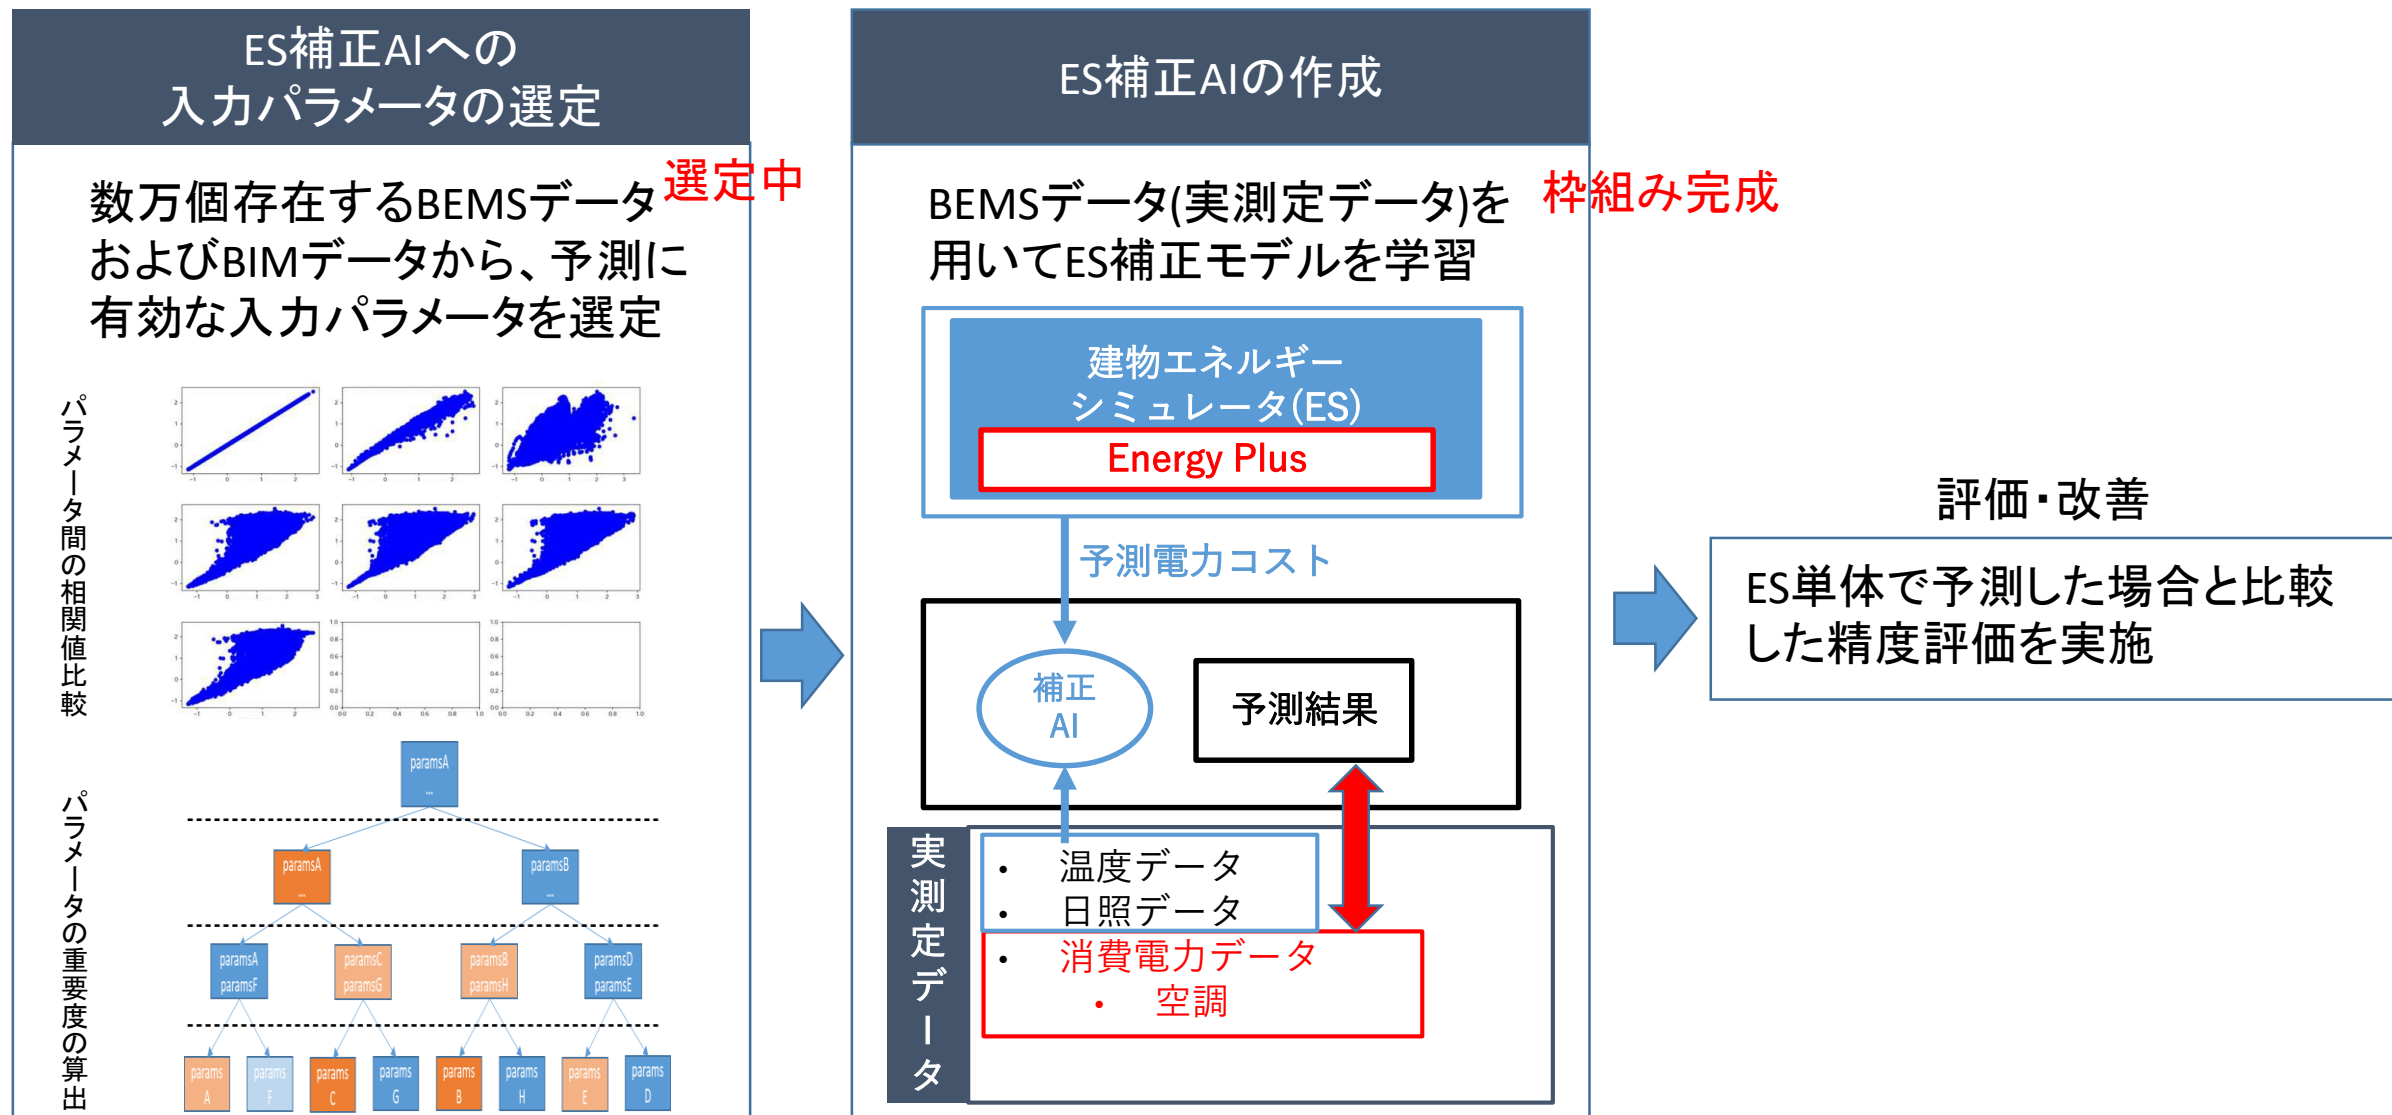 ES補正AIへの
入力パラメータの選定
選定中
数万個存在するBEMSデータ
およびBIMデータから、予測に
有効な入力パラメータを選定
パラメータ間の相関値比較
パラメータの重要度の算出
paramsA
...
paramsA
...
paramsB
...
paramsA
paramsF
paramsC
paramsG
paramsB
paramsH
paramsD
paramsE
params
A
params
F
params
C
params
G
params
B
params
H
params
E
params
D
ES補正AIの作成
枠組み完成
BEMSデータ(実測定データ)を
用いてES補正モデルを学習
建物エネルギー
シミュレータ(ES)
Energy Plus
予測電力コスト
補正
AI
予測結果
実測定データ
・ 温度データ
・ 日照データ
・ 消費電力データ
・ 空調
評価・改善
ES単体で予測した場合と比較
した精度評価を実施